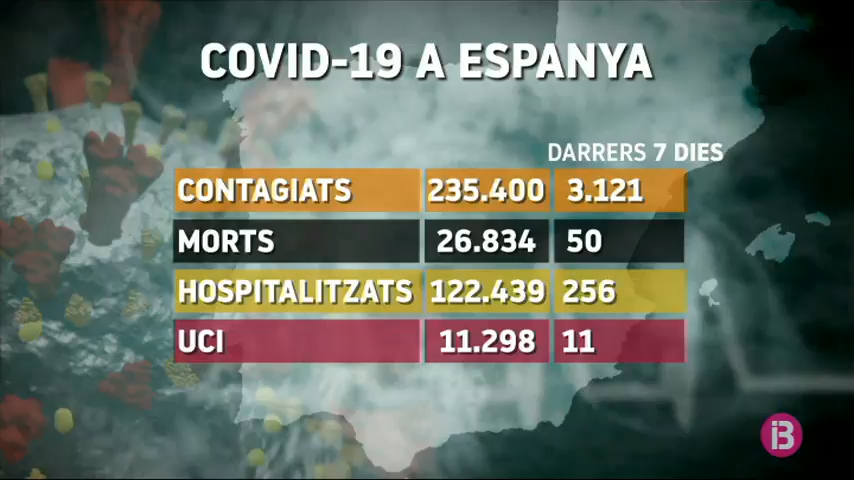 COVID-19 A ESPANYA
DARRERS 7 DIES
CONTAGIATS 235.400 3.121
MORTS 26.834 50
HOSPITALITZATS 122.439 256
UCI 11.298 11
iB